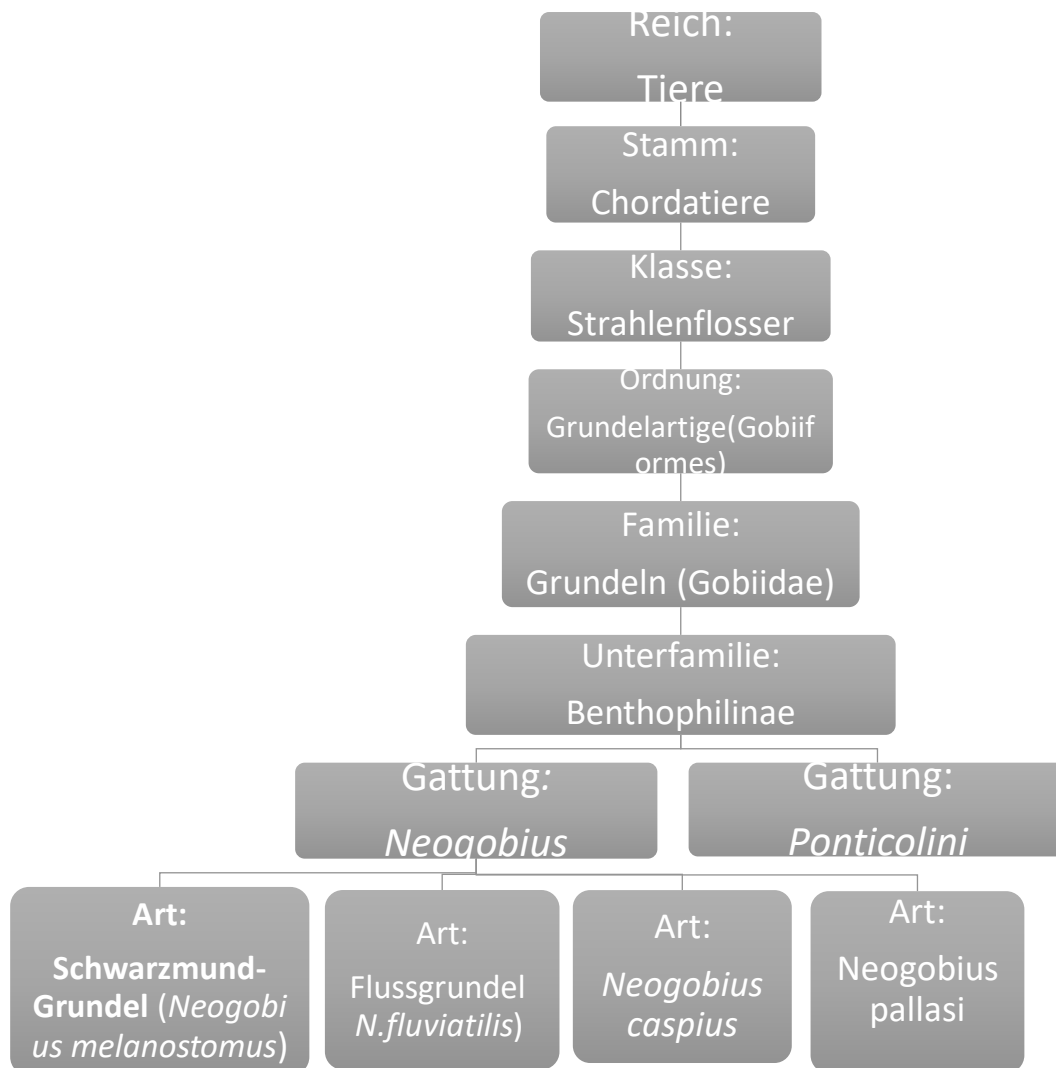 Reich:
Tiere
Stamm:
Chordatiere
Klasse:
Strahlenflosser
Ordnung:
Grundelartige(Gobiif
ormes)
Familie:
Grundeln (Gobiidae)
Unterfamilie:
Benthophilinae
Gattung:
Neogobius
Gattung:
Ponticolini
Art:
Schwarzmund-
Grundel (Neogobi
us melanostomus)
Art:
Flussgrundel
N.fluviatilis)
Art:
Neogobius
caspius
Art:
Neogobius
pallasi